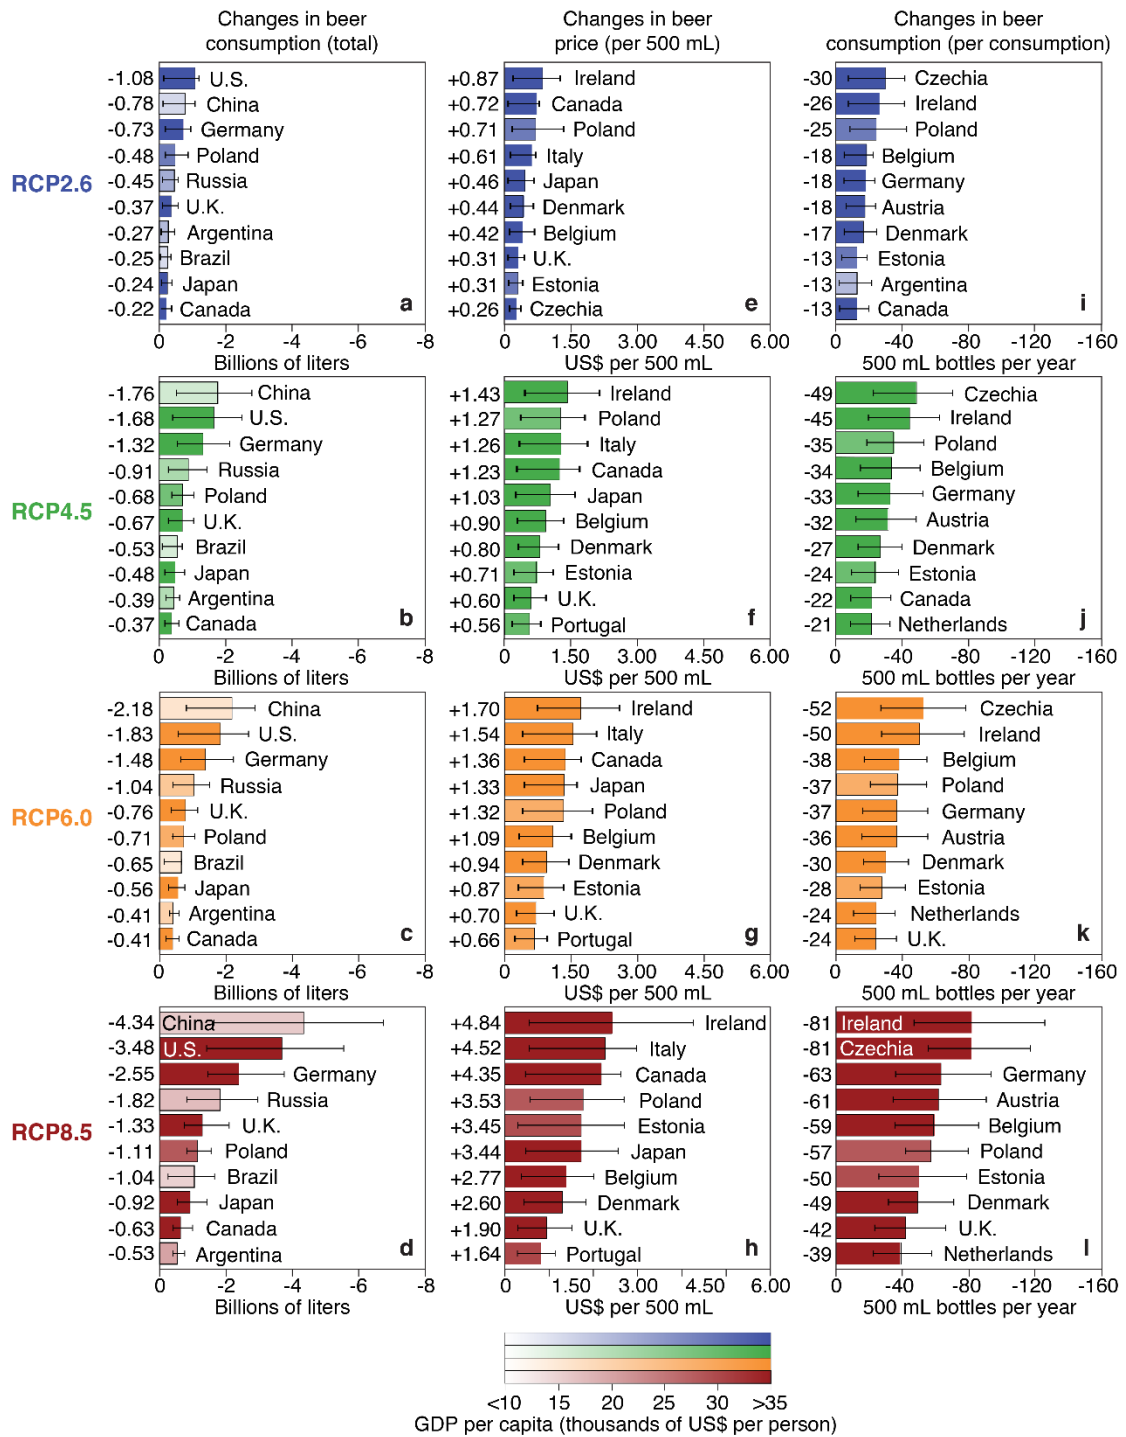 Changes in beer
consumption (total)
Changes in beer
price (per 500 mL)
Changes in beer
consumption (per consumption)
RCP2.6
-1.08 U.S.
-0.78 China
-0.73 Germany
-0.48 Poland
-0.45 Russia
-0.37 U.K.
-0.27 Argentina
-0.25 Brazil
-0.24 Japan
-0.22 Canada
a
0 -2 -4 -6 -8
Billions of liters
+0.87 Ireland
+0.72 Canada
+0.71 Poland
+0.61 Italy
+0.46 Japan
+0.44 Denmark
+0.42 Belgium
+0.31 U.K.
+0.31 Estonia
+0.26 Czechia
e
0 1.50 3.00 4.50 6.00
US$ per 500 mL
-30 Czechia
-26 Ireland
-25 Poland
-18 Belgium
-18 Germany
-18 Austria
-17 Denmark
-13 Estonia
-13 Argentina
-13 Canada
i
0 -40 -80 -120 -160
500 mL bottles per year
RCP4.5
-1.76 China
-1.68 U.S.
-1.32 Germany
-0.91 Russia
-0.68 Poland
-0.67 U.K.
-0.53 Brazil
-0.48 Japan
-0.39 Argentina
-0.37 Canada
b
0 -2 -4 -6 -8
Billions of liters
+1.43 Ireland
+1.27 Poland
+1.26 Italy
+1.23 Canada
+1.03 Japan
+0.90 Belgium
+0.80 Denmark
+0.71 Estonia
+0.60 U.K.
+0.56 Portugal
f
0 1.50 3.00 4.50 6.00
US$ per 500 mL
-49 Czechia
-45 Ireland
-35 Poland
-34 Belgium
-33 Germany
-32 Austria
-27 Denmark
-24 Estonia
-22 Canada
-21 Netherlands
j
0 -40 -80 -120 -160
500 mL bottles per year
RCP6.0
-2.18 China
-1.83 U.S.
-1.48 Germany
-1.04 Russia
-0.76 U.K.
-0.71 Poland
-0.65 Brazil
-0.56 Japan
-0.41 Argentina
-0.41 Canada
c
0 -2 -4 -6 -8
Billions of liters
+1.70 Ireland
+1.54 Italy
+1.36 Canada
+1.33 Japan
+1.32 Poland
+1.09 Belgium
+0.94 Denmark
+0.87 Estonia
+0.70 U.K.
+0.66 Portugal
g
0 1.50 3.00 4.50 6.00
US$ per 500 mL
-52 Czechia
-50 Ireland
-38 Belgium
-37 Poland
-37 Germany
-36 Austria
-30 Denmark
-28 Estonia
-24 Netherlands
-24 U.K.
k
0 -40 -80 -120 -160
500 mL bottles per year
RCP8.5
-4.34 China
-3.48 U.S.
-2.55 Germany
-1.82 Russia
-1.33 U.K.
-1.11 Poland
-1.04 Brazil
-0.92 Japan
-0.63 Canada
-0.53 Argentina
d
0 -2 -4 -6 -8
Billions of liters
+4.84 Ireland
+4.52 Italy
+4.35 Canada
+3.53 Poland
+3.45 Estonia
+3.44 Japan
+2.77 Belgium
+2.60 Denmark
+1.90 U.K.
+1.64 Portugal
h
0 1.50 3.00 4.50 6.00
US$ per 500 mL
-81 Ireland
-81 Czechia
-63 Germany
-61 Austria
-59 Belgium
-57 Poland
-50 Estonia
-49 Denmark
-42 U.K.
-39 Netherlands
l
0 -40 -80 -120 -160
500 mL bottles per year
<10 15 20 25 30 >35
GDP per capita (thousands of US$ per person)